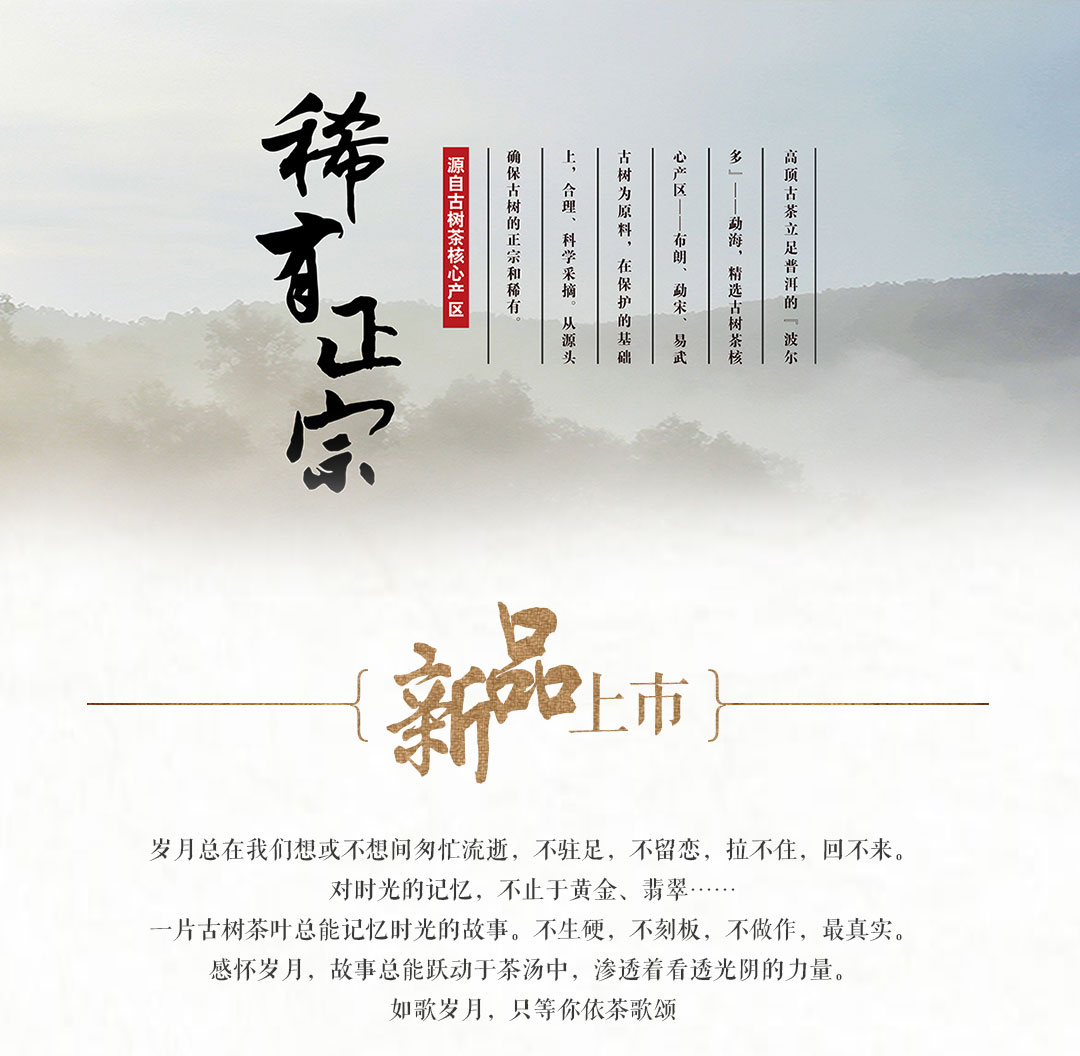 稀有正宗
源自古树茶核心产区
高顶古茶立足普洱的『波尔
多』——勐海，精选古树茶核
心产区——布朗、勐宋、易武
古树为原料，在保护的基础
上，合理、科学采摘。从源头
确保古树的正宗和稀有。
新品上市
岁月总在我们想或不想问匆忙流逝，不驻足，不留恋，拉不住，回不来。
对时光的记忆，不止于黄金、翡翠……
一片古树茶叶总能记忆时光的故事。不生硬，不刻板，不做作，最真实。
感怀岁月，故事总能跃动于茶汤中，渗透着看透光阴的力量。
如歌岁月，只等你依茶歌颂